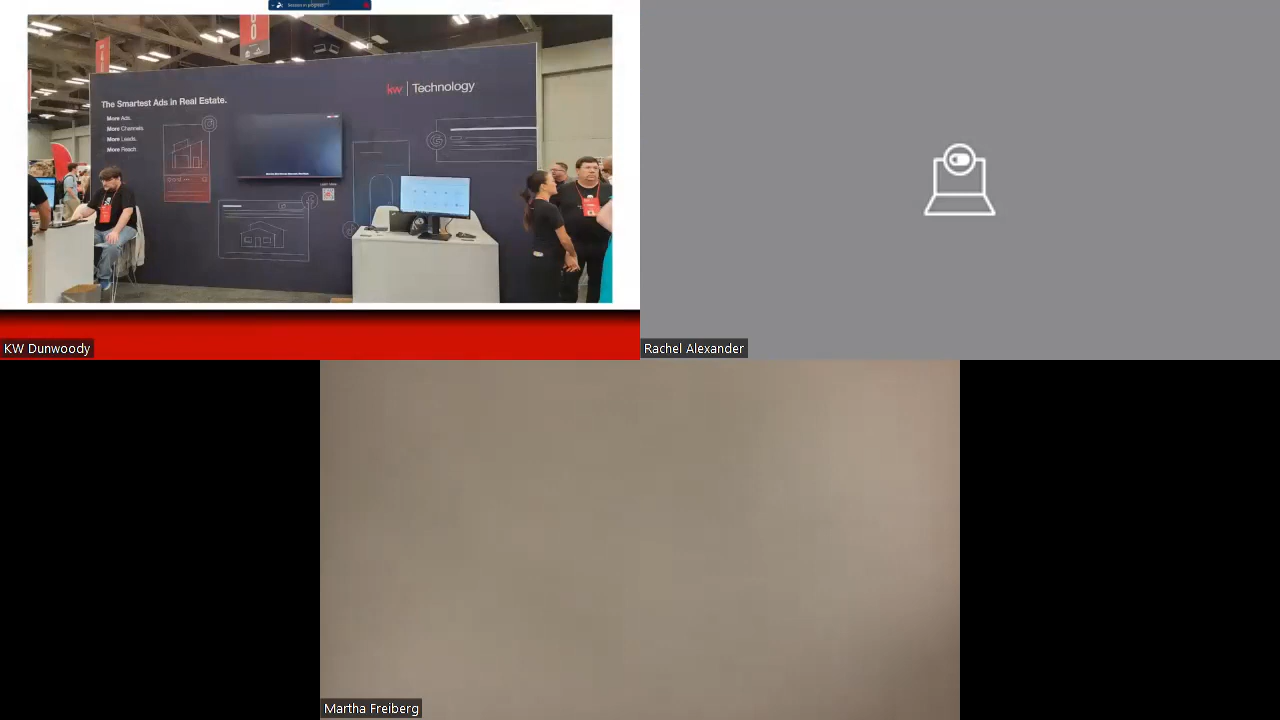 kw | Technology
The Smartest Ads in Real Estate.
More Ads.
More Channels.
More Leads.
More Reach.
KW Dunwoody
Rachel Alexander
Martha Freiberg